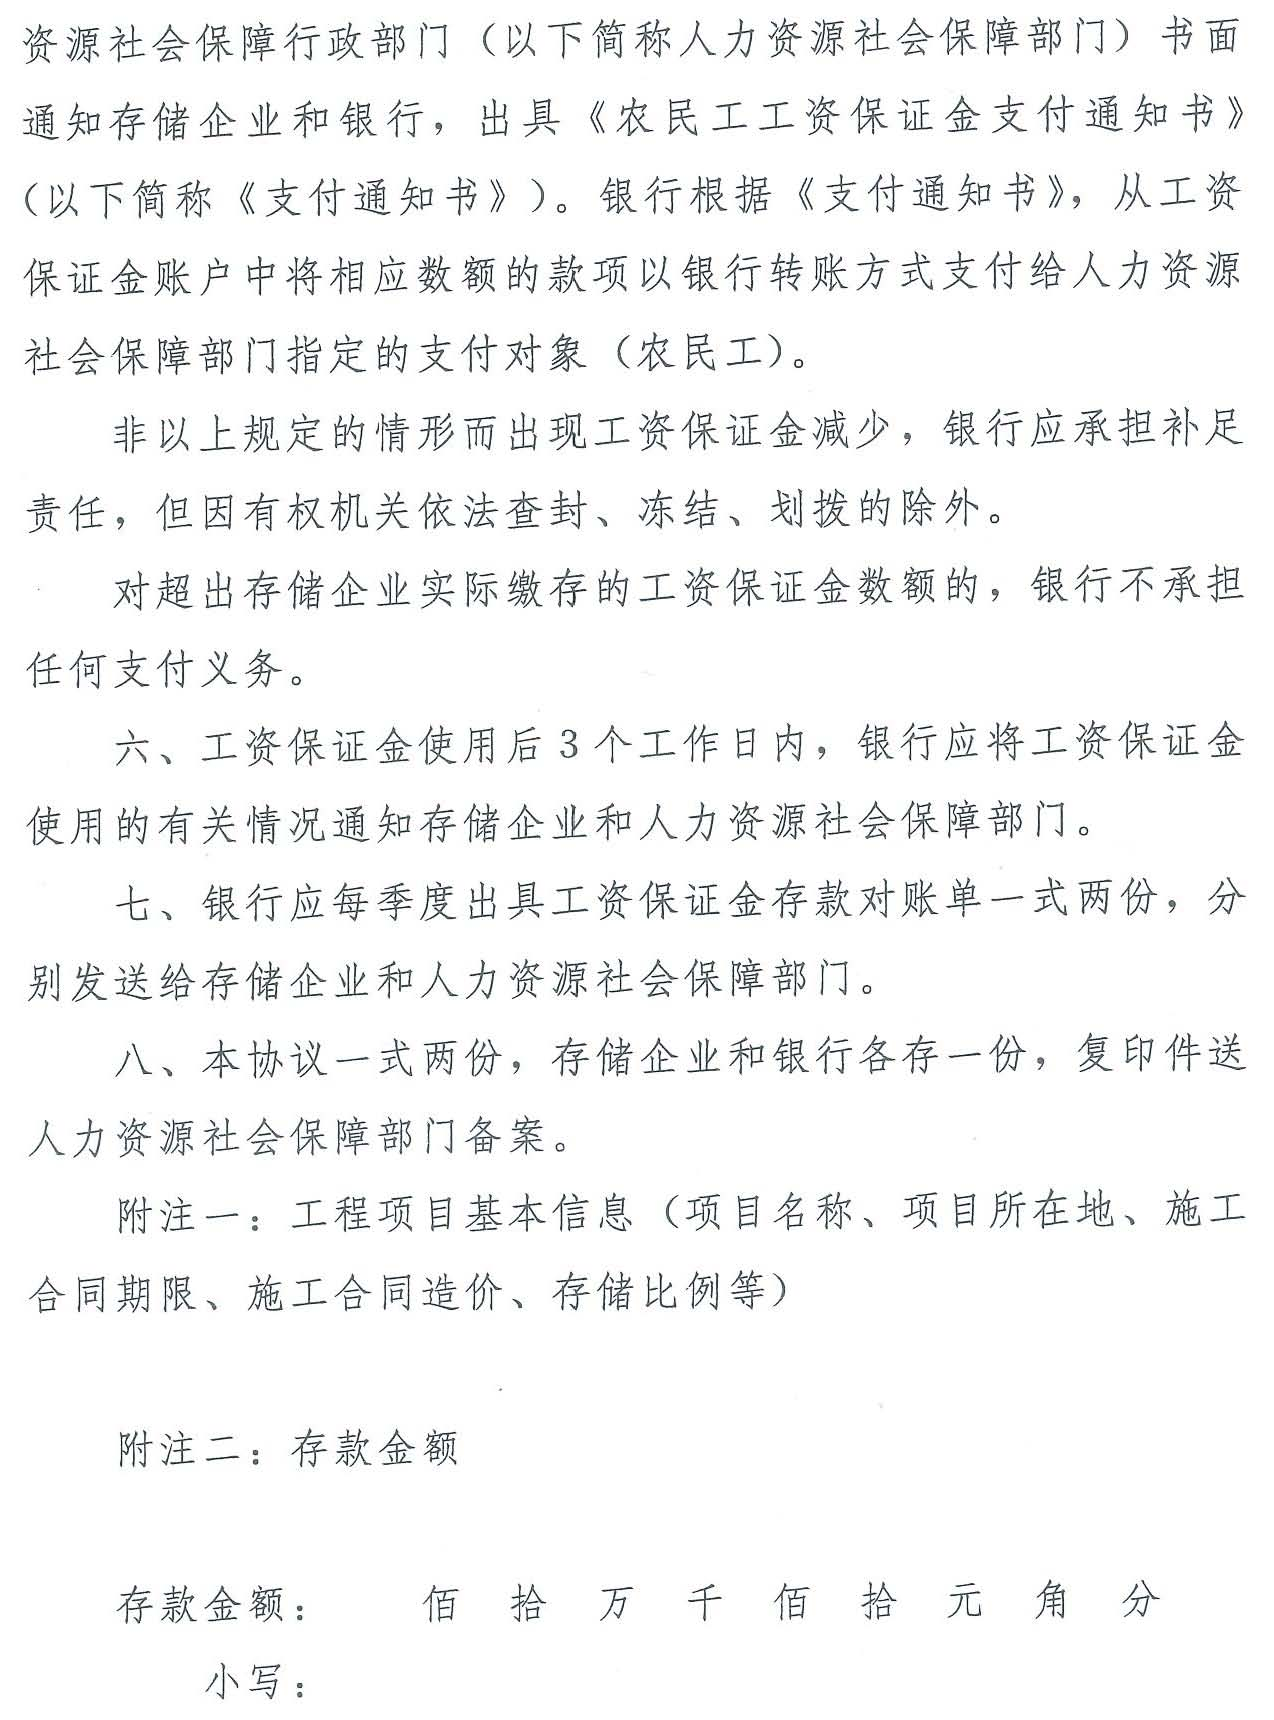 资源社会保障行政部门（以下简称人力资源社会保障部门）书面
通知存储企业和银行，出具《农民工工资保证金支付通知书》
（以下简称《支付通知书》）。银行根据《支付通知书》，从工资
保证金账户中将相应数额的款项以银行转账方式支付给人力资源
社会保障部门指定的支付对象（农民工）。
非以上规定的情形而出现工资保证金减少，银行应承担补足
责任，但因有权机关依法查封、冻结、划拨的除外。
对超出存储企业实际缴存的工资保证金数额的，银行不承担
任何支付义务。
六、工资保证金使用后3个工作日内，银行应将工资保证金
使用的有关情况通知存储企业和人力资源社会保障部门。
七、银行应每季度出具工资保证金存款对账单一式两份，分
别发送给存储企业和人力资源社会保障部门。
八、本协议一式两份，存储企业和银行各存一份，复印件送
人力资源社会保障部门备案。
附注一：工程项目基本信息（项目名称、项目所在地、施工
合同期限、施工合同造价、存储比例等）
附注二：存款金额
存款金额： 佰 拾 万 千 佰 拾 元 角 分
小写：